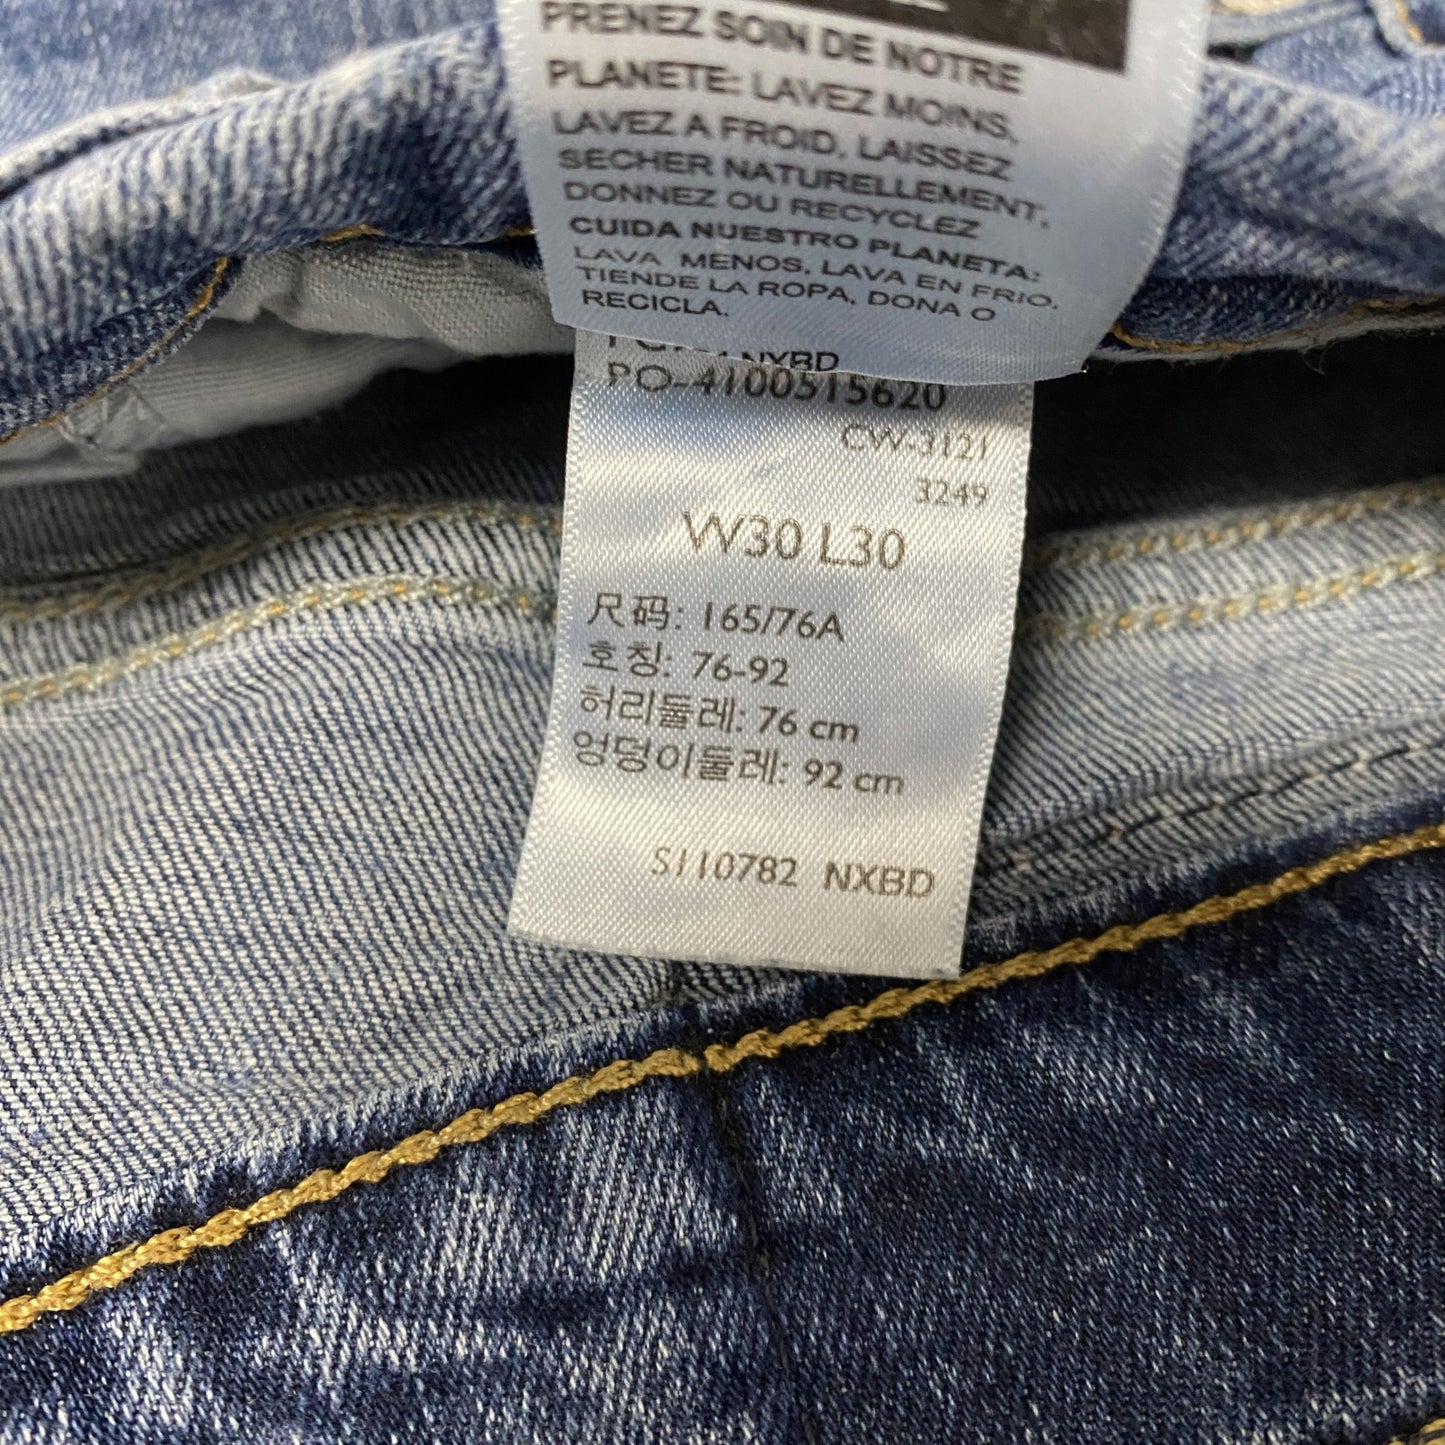 PRENEZ SOIN DE NOTRE
PLANETE: LAVEZ MOINS,
LAVEZ A FROID, LAISSEZ
SECHER NATURELLEMENT,
DONNEZ OU RECYCLEZ
CUIDA NUESTRO PLANETA:
LAVA MENOS, LAVA EN FRIO,
TIENDE LA ROPA, DONA O
RECICLA.
NXBD
PO-4100515620
CW-3121
3249
W30 L30
尺码: 165/76A
호칭: 76-92
허리둘레: 76 cm
엉덩이둘레: 92 cm
S110782 NXBD